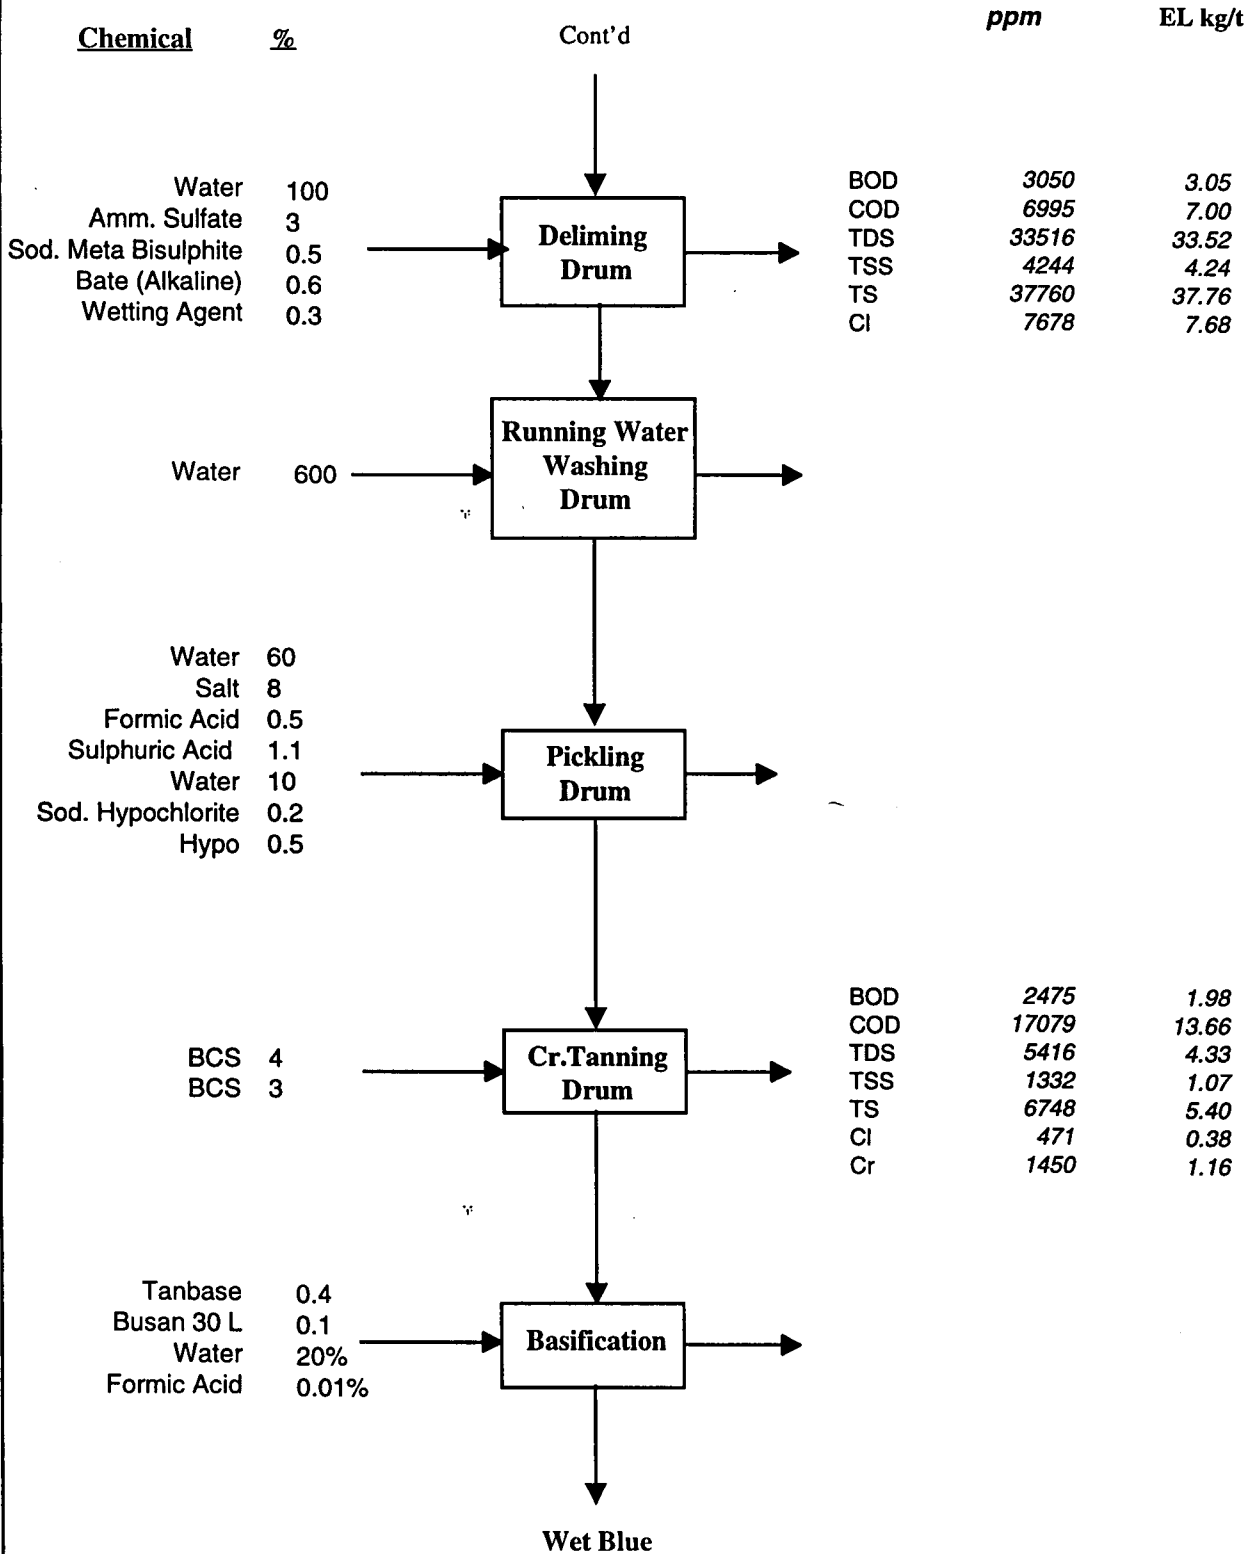 Chemical % Cont'd ppm EL kg/t
Water 100
Amm. Sulfate 3
Sod. Meta Bisulphite 0.5
Bate (Alkaline) 0.6
Wetting Agent 0.3
Deliming
Drum
BOD 3050 3.05
COD 6995 7.00
TDS 33516 33.52
TSS 4244 4.24
TS 37760 37.76
Cl 7678 7.68
Water 600
Running Water
Washing
Drum
Water 60
Salt 8
Formic Acid 0.5
Sulphuric Acid 1.1
Water 10
Sod. Hypochlorite 0.2
Hypo 0.5
Pickling
Drum
BCS 4
BCS 3
Cr.Tanning
Drum
BOD 2475 1.98
COD 17079 13.66
TDS 5416 4.33
TSS 1332 1.07
TS 6748 5.40
Cl 471 0.38
Cr 1450 1.16
Tanbase 0.4
Busan 30 L 0.1
Water 20%
Formic Acid 0.01%
Basification
Wet Blue